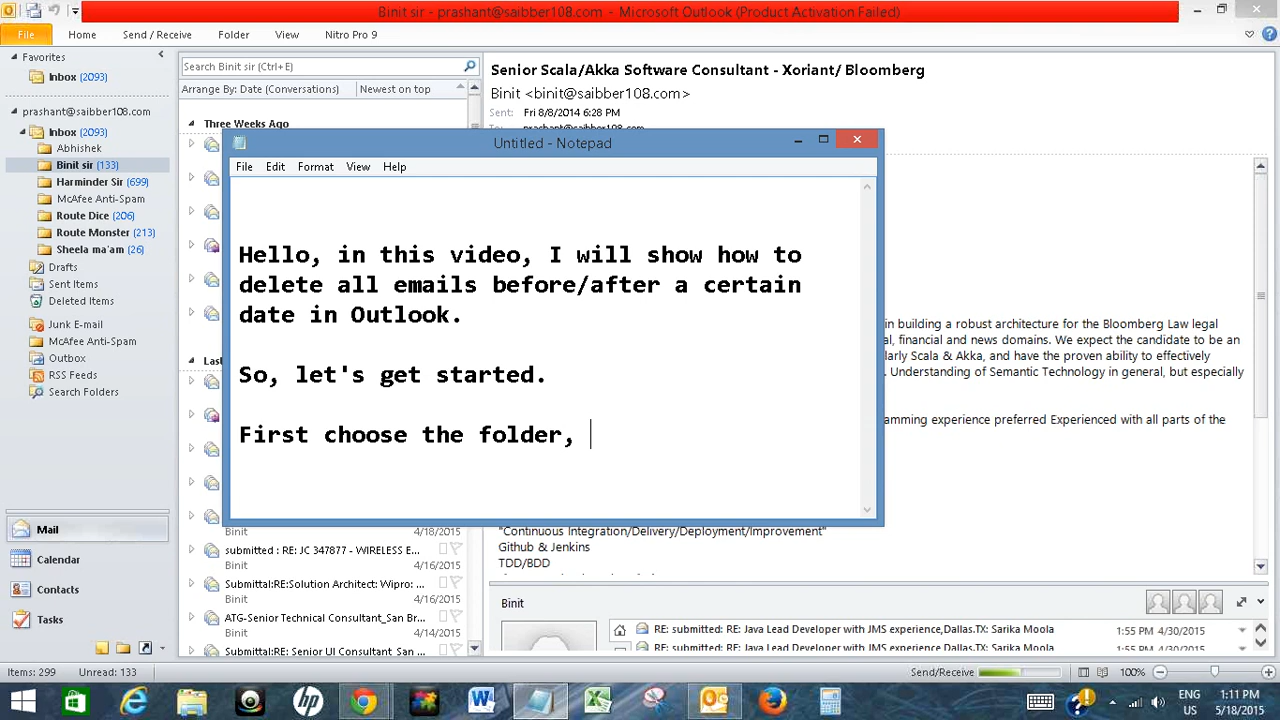 Binit sir - prashant@saibber108.com - Microsoft Outlook (Product Activation Failed)
File Home Send / Receive Folder View Nitro Pro 9
Favorites
Inbox (2093)
prashant@saibber108.com
Inbox (2093)
Abhishek
Binit sir (133)
Harminder Sir (699)
McAfee Anti-Spam
Route Dice (206)
Route Monster (213)
Sheela ma'am (26)
Drafts
Sent Items
Deleted Items
Junk E-mail
McAfee Anti-Spam
Outbox
RSS Feeds
Search Folders
Mail
Calendar
Contacts
Tasks
Search Binit sir (Ctrl+E)
Arrange By: Date (Conversations) Newest on top
Three Weeks Ago
Las
Binit 4/18/2015
submitted : RE: JC 347877 - WIRELESS E...
Binit 4/16/2015
Submittal:RE:Solution Architect: Wipro: ...
Binit 4/16/2015
ATG-Senior Technical Consultant_San Br...
Binit 4/14/2015
Submittal:RE: Senior UI Consultant_San ...
Senior Scala/Akka Software Consultant - Xoriant/ Bloomberg
Binit <binit@saibber108.com>
Sent: Fri 8/8/2014 6:28 PM
To: prashant@saibber108.com
Untitled - Notepad
File Edit Format View Help
Hello, in this video, I will show how to
delete all emails before/after a certain
date in Outlook.
So, let's get started.
First choose the folder,
in building a robust architecture for the Bloomberg Law legal
al, financial and news domains. We expect the candidate to be an
larly Scala & Akka, and have the proven ability to effectively
. Understanding of Semantic Technology in general, but especially
amming experience preferred Experienced with all parts of the
"Continuous Integration/Delivery/Deployment/Improvement"
Github & Jenkins
TDD/BDD
Binit
RE: submitted: RE: Java Lead Developer with JMS experience,Dallas.TX: Sarika Moola 1:55 PM 4/30/2015
RE: submitted: RE: Java Lead Developer with JMS experience,Dallas.TX: Sarika Moola 1:55 PM 4/30/2015
Items: 299 Unread: 133 Send/Receive 100%
ENG 1:11 PM
US 5/18/2015